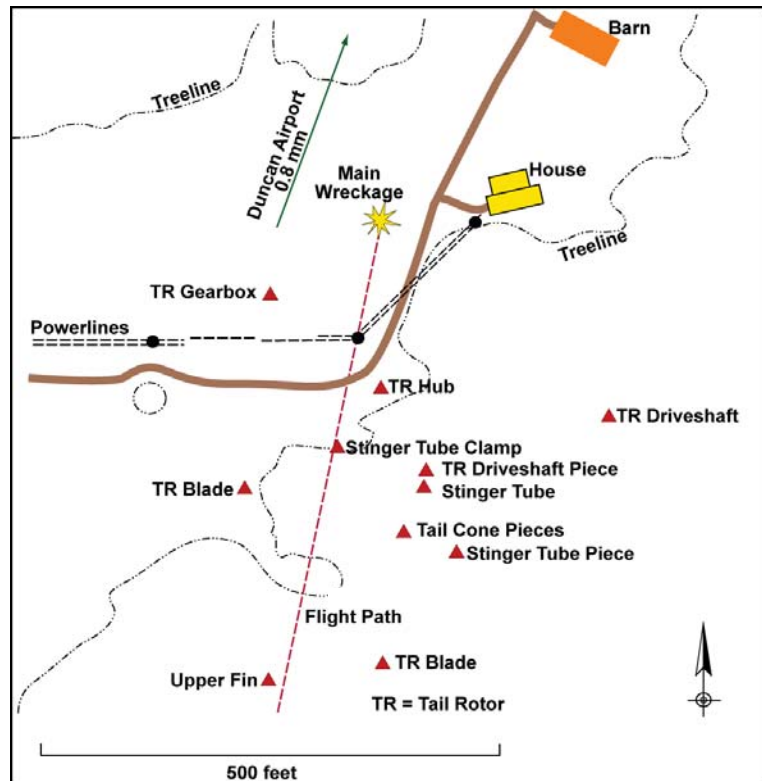 Barn
Treeline
Duncan Airport
0.8 mm
Main
Wreckage
House
Treeline
TR Gearbox
Powerlines
TR Hub
TR Driveshaft
Stinger Tube Clamp
TR Driveshaft Piece
TR Blade
Stinger Tube
Tail Cone Pieces
Stinger Tube Piece
Flight Path
Upper Fin
TR Blade
TR = Tail Rotor
500 feet